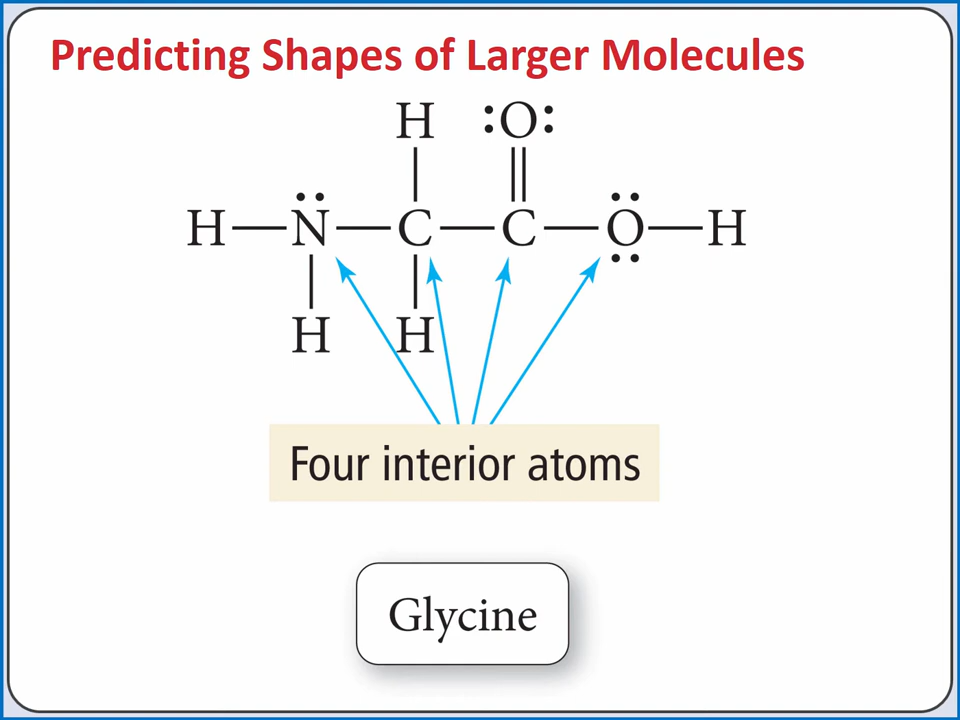 Predicting Shapes of Larger Molecules
H :O:
H—N—C—C—O—H
H H
Four interior atoms
Glycine